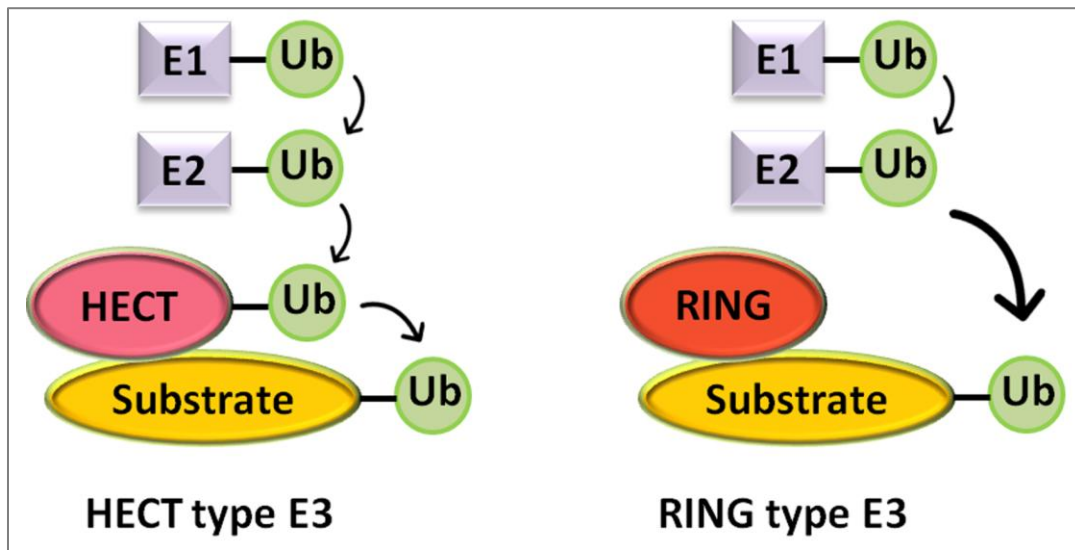 E1 Ub
E2 Ub
HECT Ub
Substrate Ub
HECT type E3
E1 Ub
E2 Ub
RING
Substrate Ub
RING type E3